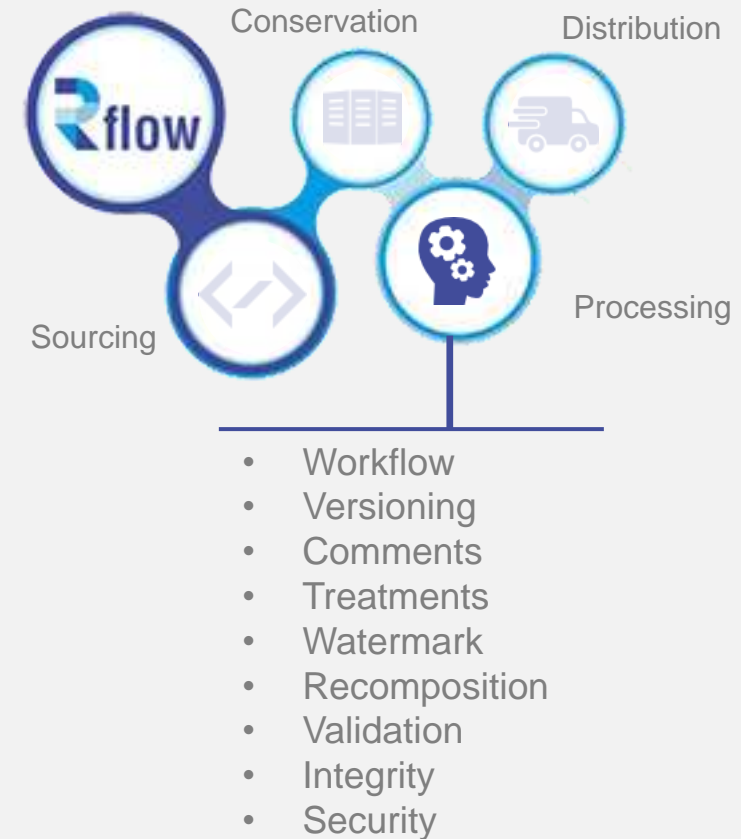 Conservation
Distribution
Rflow
Sourcing
Processing
• Workflow
• Versioning
• Comments
• Treatments
• Watermark
• Recomposition
• Validation
• Integrity
• Security